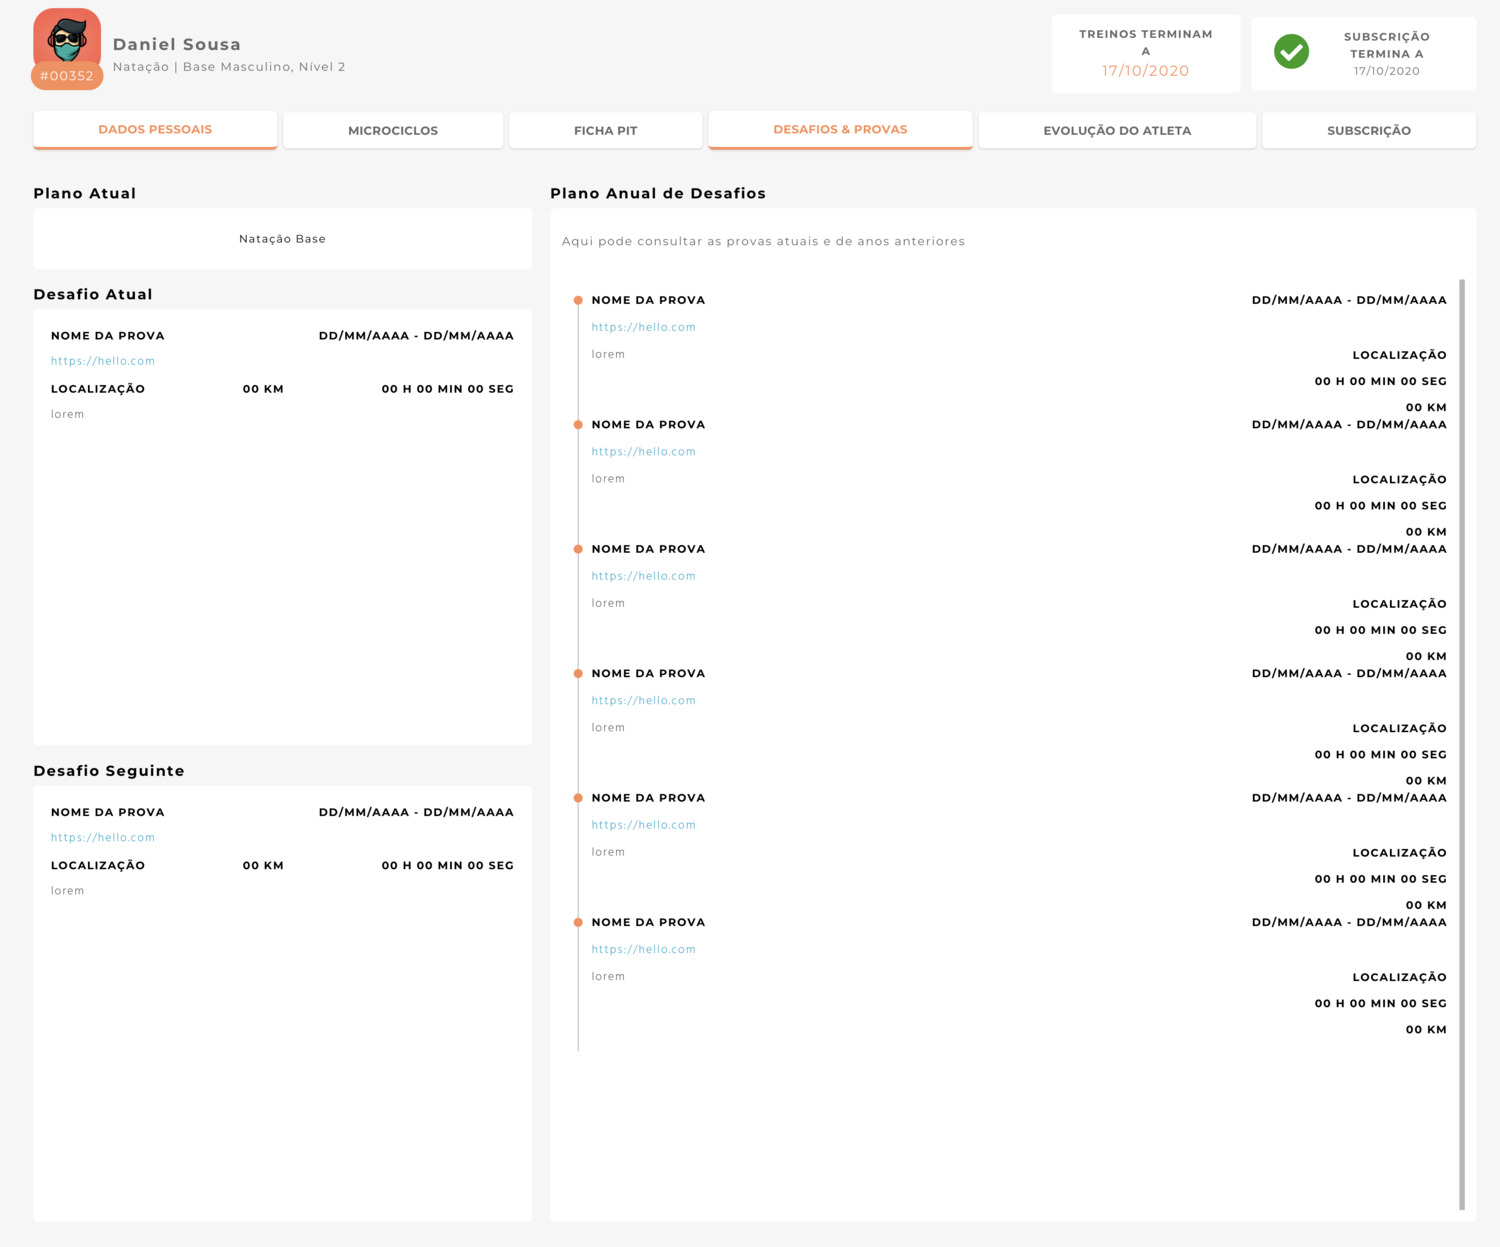 Daniel Sousa
#00352
Natação | Base Masculino, Nível 2
TREINOS TERMINAM
A
17/10/2020
SUBSCRIÇÃO
TERMINA A
17/10/2020
DADOS PESSOAIS
MICROCICLOS
FICHA PIT
DESAFIOS & PROVAS
EVOLUÇÃO DO ATLETA
SUBSCRIÇÃO
Plano Atual
Natação Base
Desafio Atual
NOME DA PROVA DD/MM/AAAA - DD/MM/AAAA
https://hello.com
LOCALIZAÇÃO 00 KM 00 H 00 MIN 00 SEG
lorem
Desafio Seguinte
NOME DA PROVA DD/MM/AAAA - DD/MM/AAAA
https://hello.com
LOCALIZAÇÃO 00 KM 00 H 00 MIN 00 SEG
lorem
Plano Anual de Desafios
Aqui pode consultar as provas atuais e de anos anteriores
NOME DA PROVA DD/MM/AAAA - DD/MM/AAAA
https://hello.com
lorem LOCALIZAÇÃO
00 H 00 MIN 00 SEG
00 KM
NOME DA PROVA DD/MM/AAAA - DD/MM/AAAA
https://hello.com
lorem LOCALIZAÇÃO
00 H 00 MIN 00 SEG
00 KM
NOME DA PROVA DD/MM/AAAA - DD/MM/AAAA
https://hello.com
lorem LOCALIZAÇÃO
00 H 00 MIN 00 SEG
00 KM
NOME DA PROVA DD/MM/AAAA - DD/MM/AAAA
https://hello.com
lorem LOCALIZAÇÃO
00 H 00 MIN 00 SEG
00 KM
NOME DA PROVA DD/MM/AAAA - DD/MM/AAAA
https://hello.com
lorem LOCALIZAÇÃO
00 H 00 MIN 00 SEG
00 KM
NOME DA PROVA DD/MM/AAAA - DD/MM/AAAA
https://hello.com
lorem LOCALIZAÇÃO
00 H 00 MIN 00 SEG
00 KM